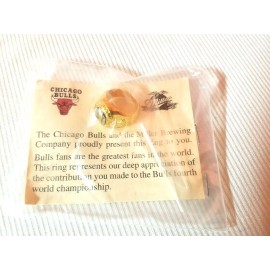 CHICAGO
BULLS
The Chicago Bulls and the Miller Brewing
Company proudly present this ring to you.
Bulls fans are the greatest fans in the world.
This ring represents our deep appreciation of
the contribution you made to the Bulls fourth
world championship.